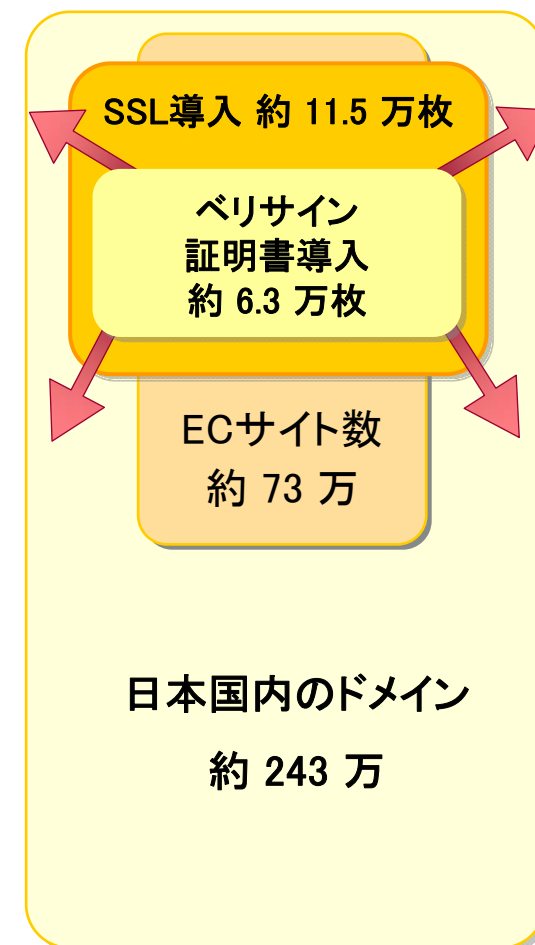 SSL導入 約 11.5 万枚
ベリサイン
証明書導入
約 6.3 万枚
ECサイト数
約 73 万
日本国内のドメイン
約 243 万